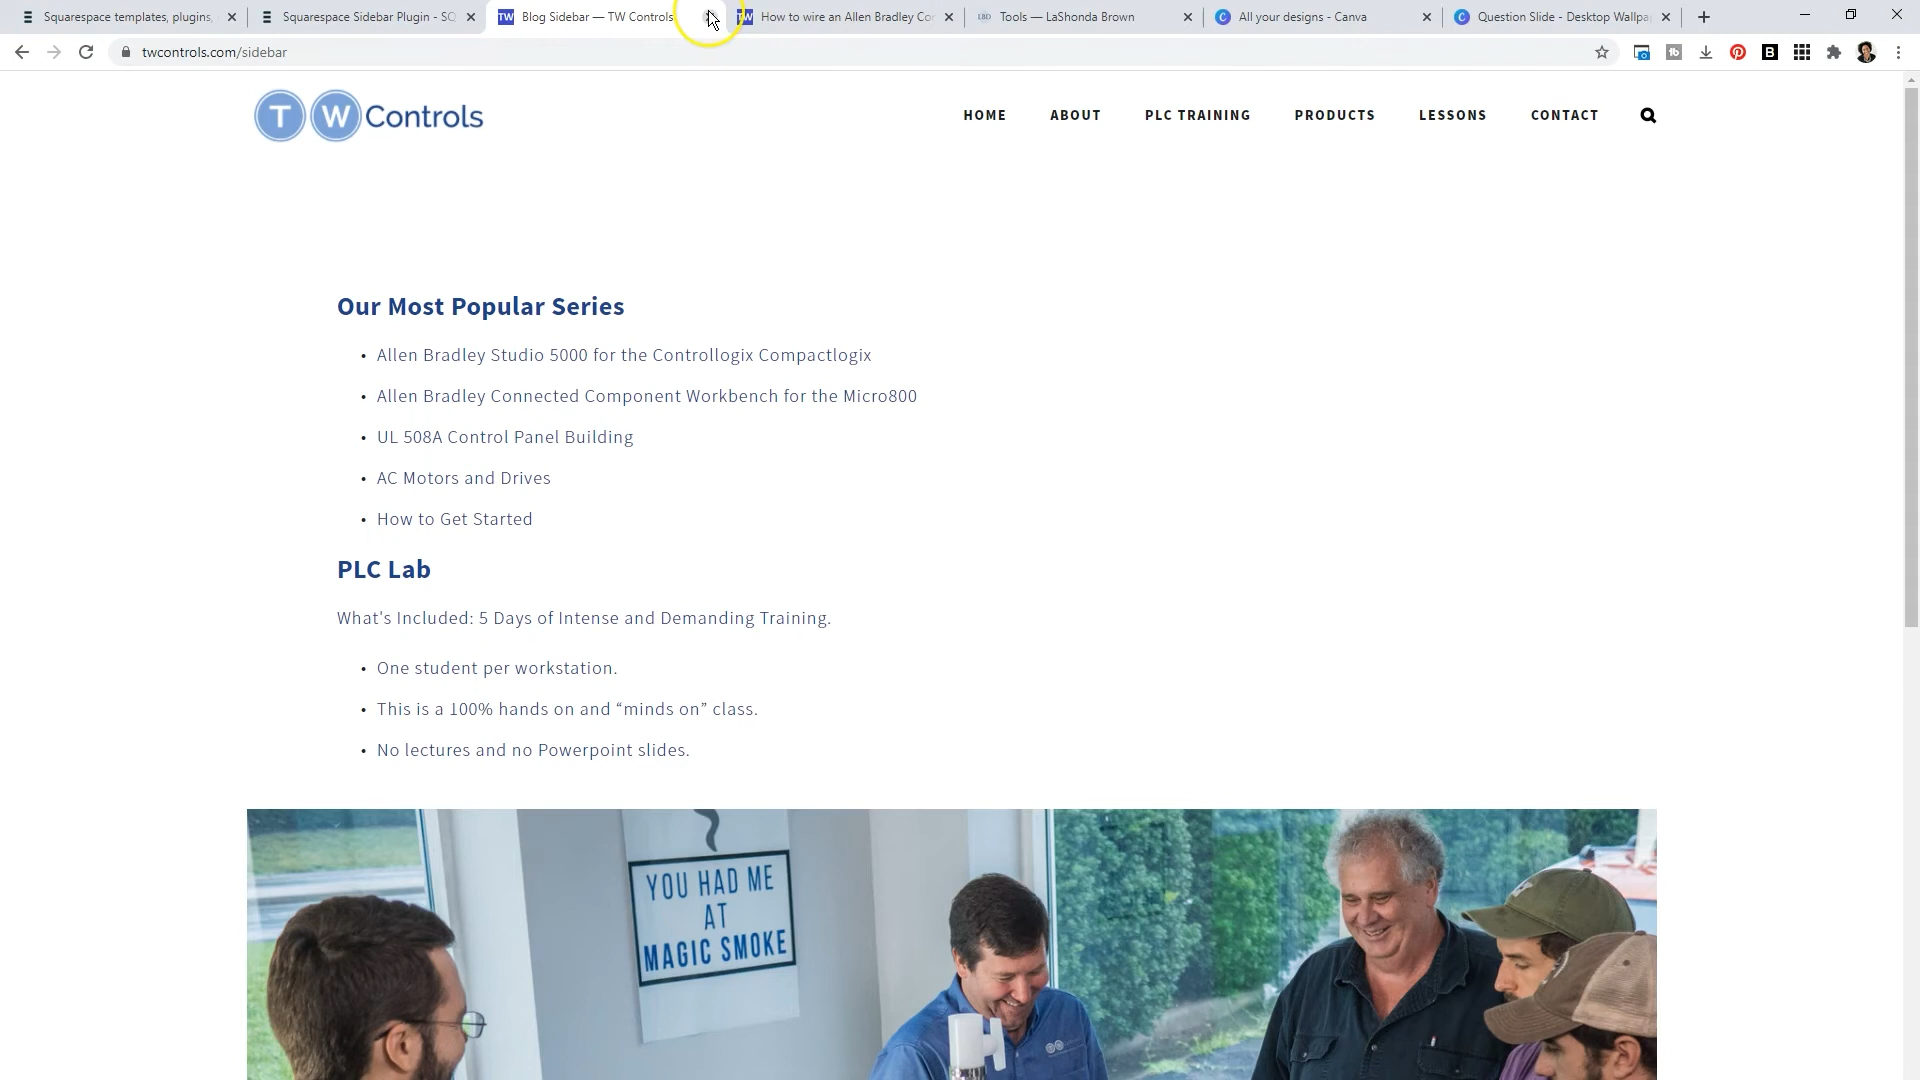 Squarespace templates, plugins,
Squarespace Sidebar Plugin - SQ
TW Blog Sidebar — TW Controls
TW How to wire an Allen Bradley Co
LBD Tools — LaShonda Brown
C All your designs - Canva
C Question Slide - Desktop Wallpa
twcontrols.com/sidebar
tb
B
TW Controls
HOME
ABOUT
PLC TRAINING
PRODUCTS
LESSONS
CONTACT
Our Most Popular Series
• Allen Bradley Studio 5000 for the Controllogix Compactlogix
• Allen Bradley Connected Component Workbench for the Micro800
• UL 508A Control Panel Building
• AC Motors and Drives
• How to Get Started
PLC Lab
What's Included: 5 Days of Intense and Demanding Training.
• One student per workstation.
• This is a 100% hands on and “minds on” class.
• No lectures and no Powerpoint slides.
YOU HAD ME
AT
MAGIC SMOKE